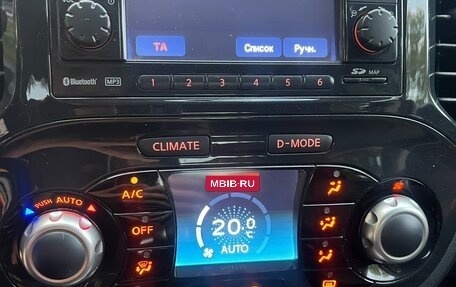 TA
Список
Ручн.
Bluetooth
MP3
1 2 3 4 5 6
SD MAP
CLIMATE
D-MODE
MBIB.RU
A/C
PUSH AUTO
OFF
20.0°C
AUTO